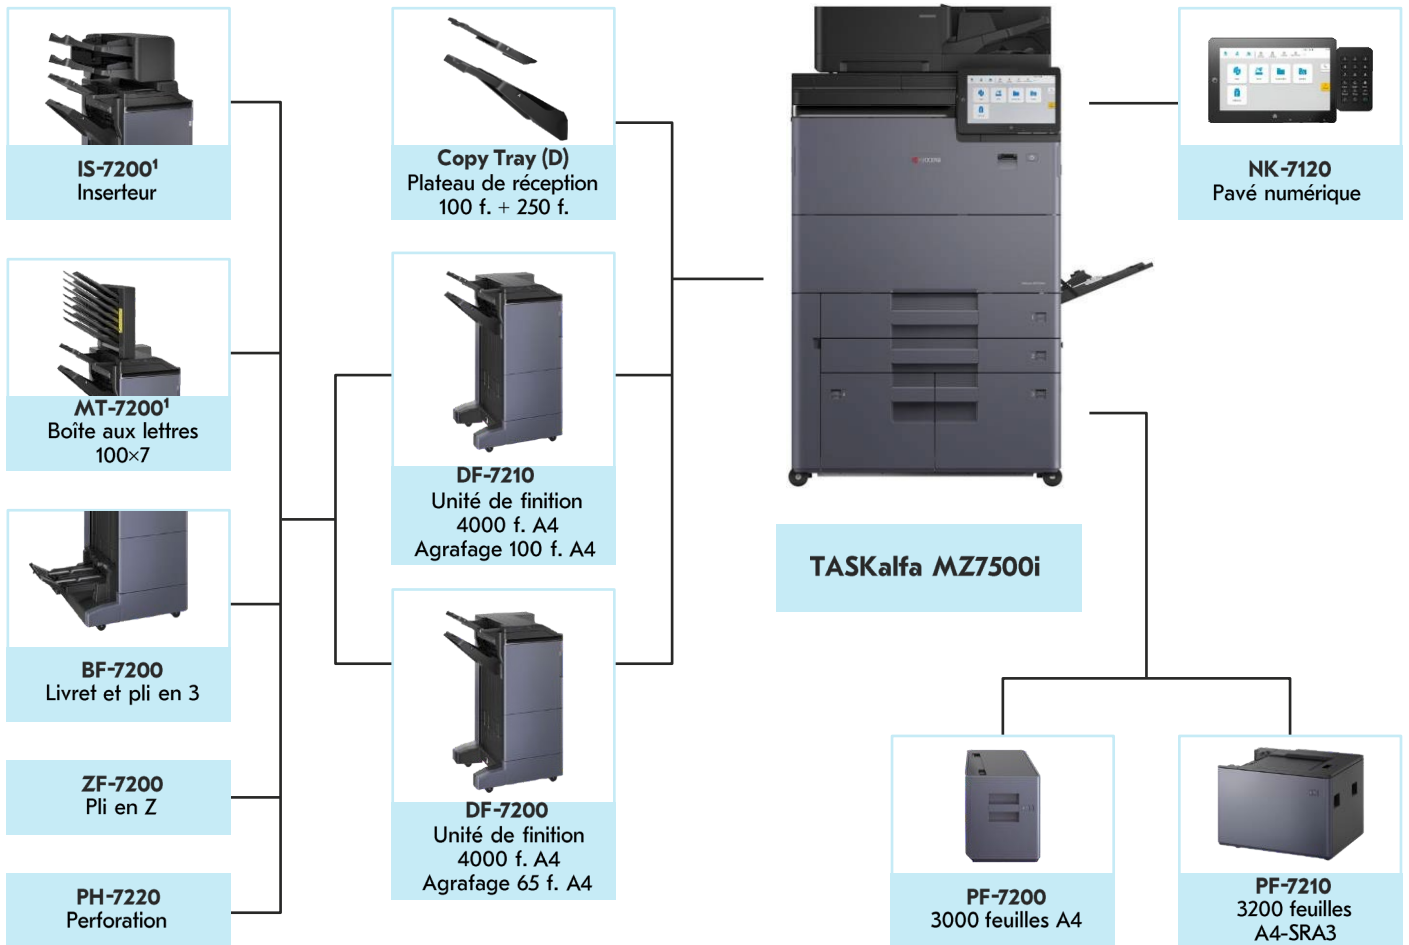 IS-7200¹
Inserteur
Copy Tray (D)
Plateau de réception
100 f. + 250 f.
NK-7120
Pavé numérique
MT-7200¹
Boîte aux lettres
100×7
DF-7210
Unité de finition
4000 f. A4
Agrafage 100 f. A4
TASKalfa MZ7500i
BF-7200
Livret et pli en 3
ZF-7200
Pli en Z
DF-7200
Unité de finition
4000 f. A4
Agrafage 65 f. A4
PH-7220
Perforation
PF-7200
3000 feuilles A4
PF-7210
3200 feuilles
A4-SRA3